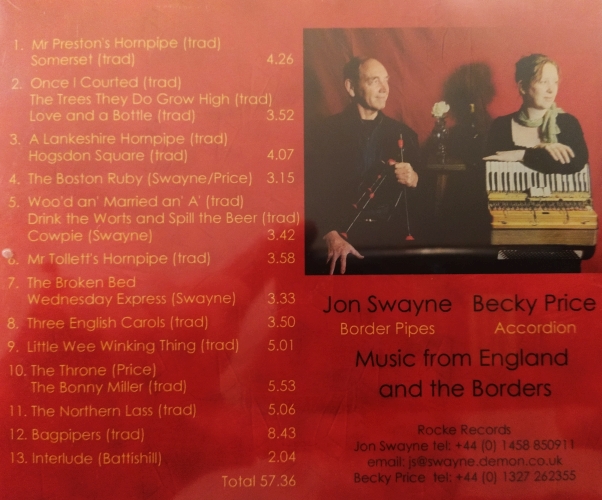 1. Mr Preston's Hornpipe (trad)
Somerset (trad) 4.26
2. Once I Courted (trad)
The Trees They Do Grow High (trad)
Love and a Bottle (trad) 3.52
3. A Lankeshire Hornpipe (trad)
Hogsdon Square (trad) 4.07
4. The Boston Ruby (Swayne/Price) 3.15
5. Woo'd an' Married an' A' (trad)
Drink the Worts and Spill the Beer (trad)
Cowpie (Swayne) 3.42
6. Mr Tollett's Hornpipe (trad) 3.58
7. The Broken Bed
Wednesday Express (Swayne) 3.33
8. Three English Carols (trad) 3.50
9. Little Wee Winking Thing (trad) 5.01
10. The Throne (Price)
The Bonny Miller (trad) 5.53
11. The Northern Lass (trad) 5.06
12. Bagpipers (trad) 8.43
13. Interlude (Battishill) 2.04
Total 57.36
Jon Swayne Becky Price
Border Pipes Accordion
Music from England
and the Borders
Rocke Records
Jon Swayne tel: +44 (0) 1458 850911
email: js@swayne.demon.co.uk
Becky Price tel: +44 (0) 1327 262355